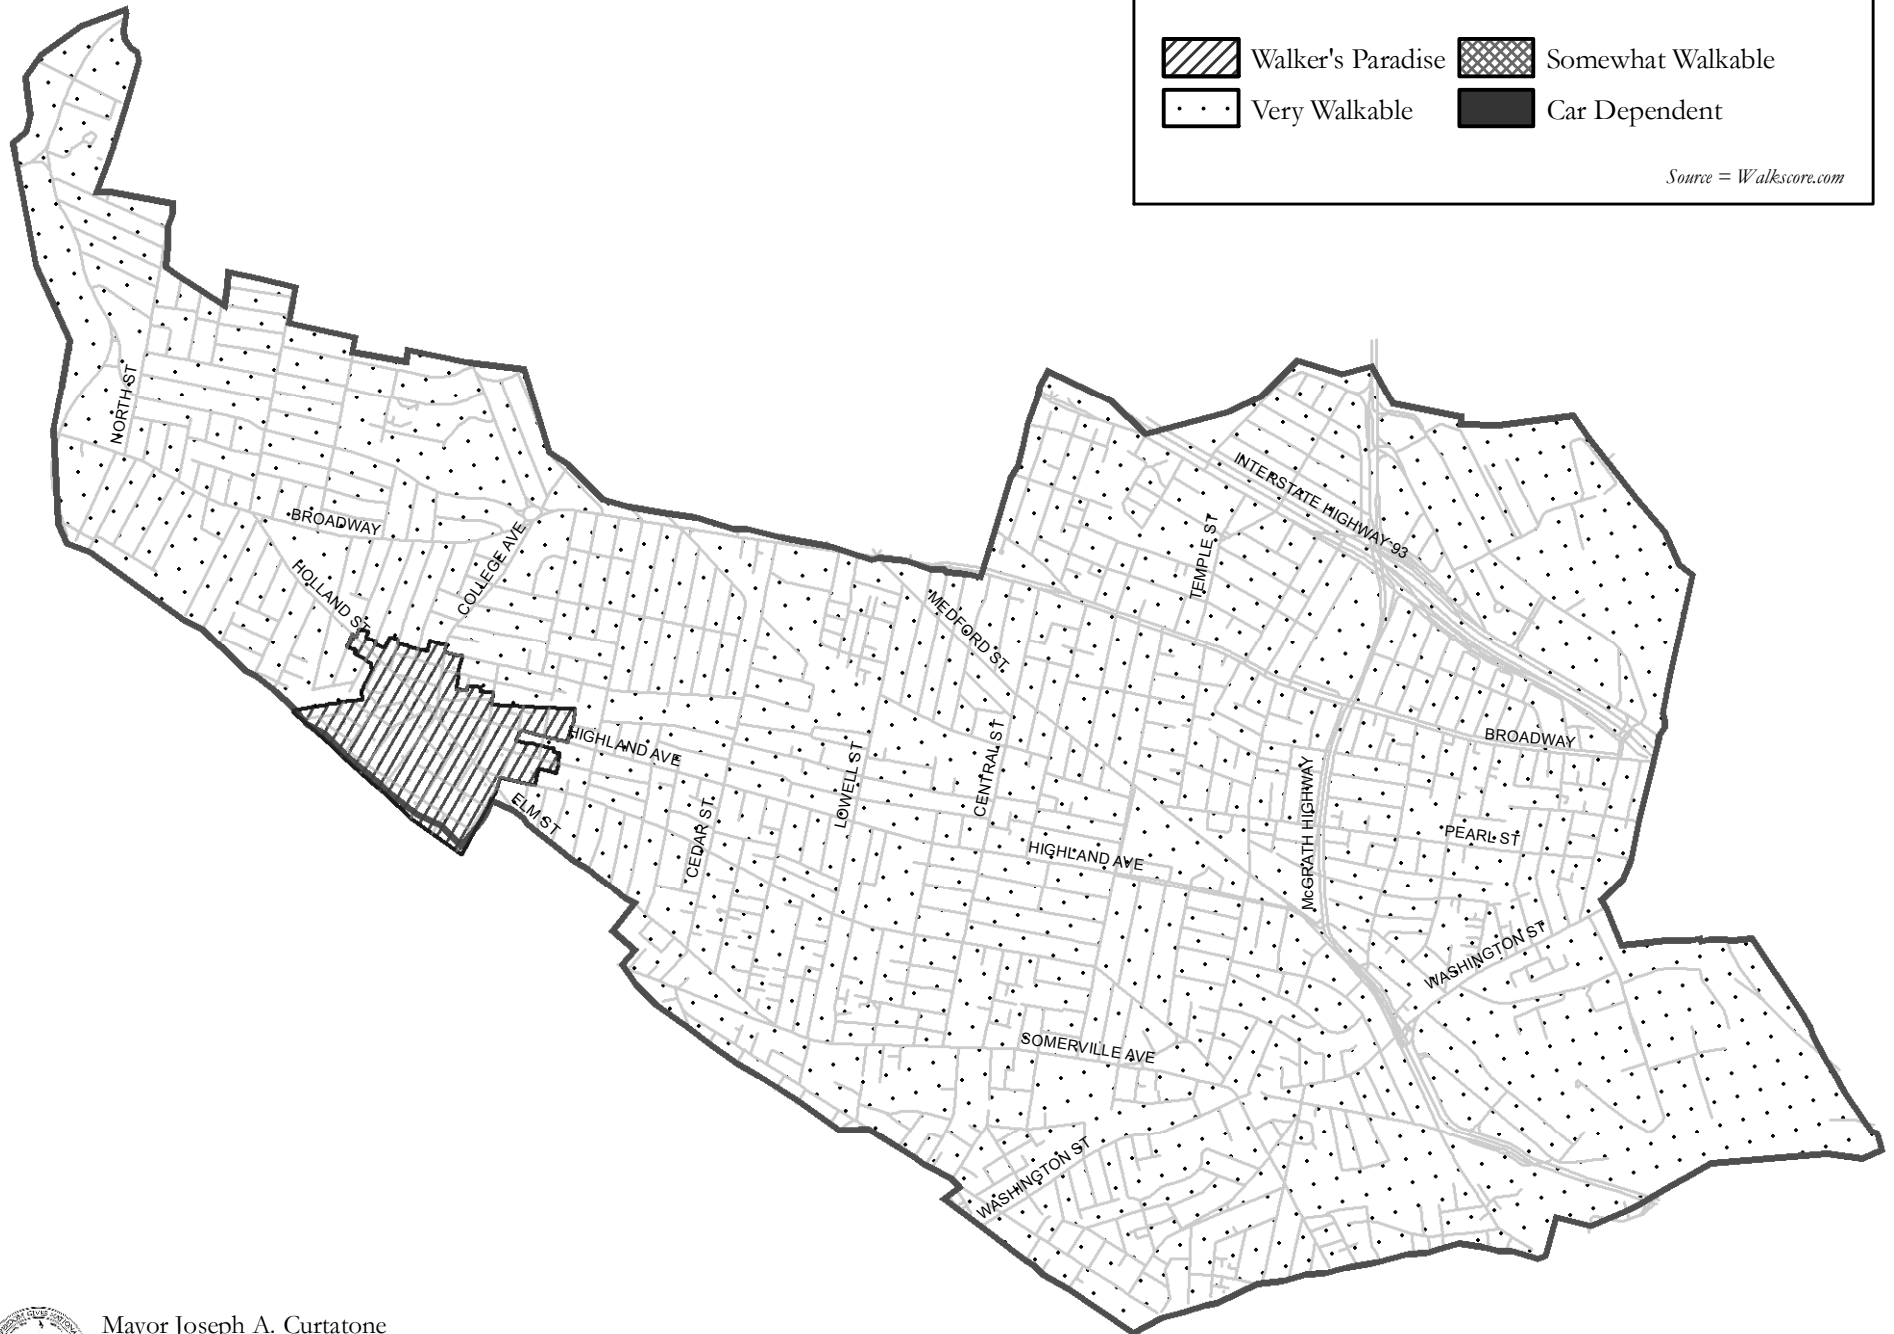 Walker's Paradise
Somewhat Walkable
Very Walkable
Car Dependent
Source = Walkscore.com
NORTH ST
BROADWAY
COLLEGE AVE
HOLLAND ST
INTERSTATE HIGHWAY 93
TEMPLE ST
MEDFORD ST
HIGHLAND AVE
ELM ST
CEDAR ST
LOWELL ST
CENTRAL ST
HIGHLAND AVE
McGRATH HIGHWAY
BROADWAY
PEARL ST
WASHINGTON ST
SOMERVILLE AVE
WASHINGTON ST
Mayor Joseph A. Curtatone